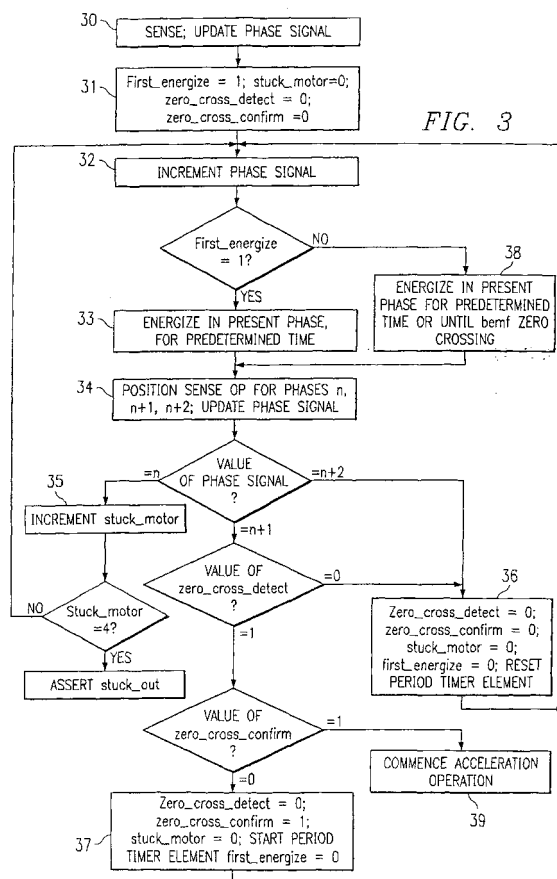 30
SENSE; UPDATE PHASE SIGNAL
31
First_energize = 1; stuck_motor=0;
zero_cross_detect = 0;
zero_cross_confirm =0
FIG. 3
32
INCREMENT PHASE SIGNAL
First_energize
= 1?
NO
YES
38
ENERGIZE IN PRESENT
PHASE FOR PREDETERMINED
TIME OR UNTIL bemf ZERO
CROSSING
33
ENERGIZE IN PRESENT PHASE,
FOR PREDETERMINED TIME
34
POSITION SENSE OP FOR PHASES n,
n+1, n+2; UPDATE PHASE SIGNAL
VALUE
OF PHASE SIGNAL
?
=n
=n+2
=n+1
35
INCREMENT stuck_motor
Stuck_motor
=4?
NO
YES
ASSERT stuck_out
VALUE OF
zero_cross_detect
?
=0
=1
36
Zero_cross_detect = 0;
zero_cross_confirm = 0;
stuck_motor = 0;
first_energize = 0; RESET
PERIOD TIMER ELEMENT
VALUE OF
zero_cross_confirm
?
=1
=0
COMMENCE ACCELERATION
OPERATION
39
37
Zero_cross_detect = 0;
zero_cross_confirm = 1;
stuck_motor = 0; START PERIOD
TIMER ELEMENT first_energize = 0